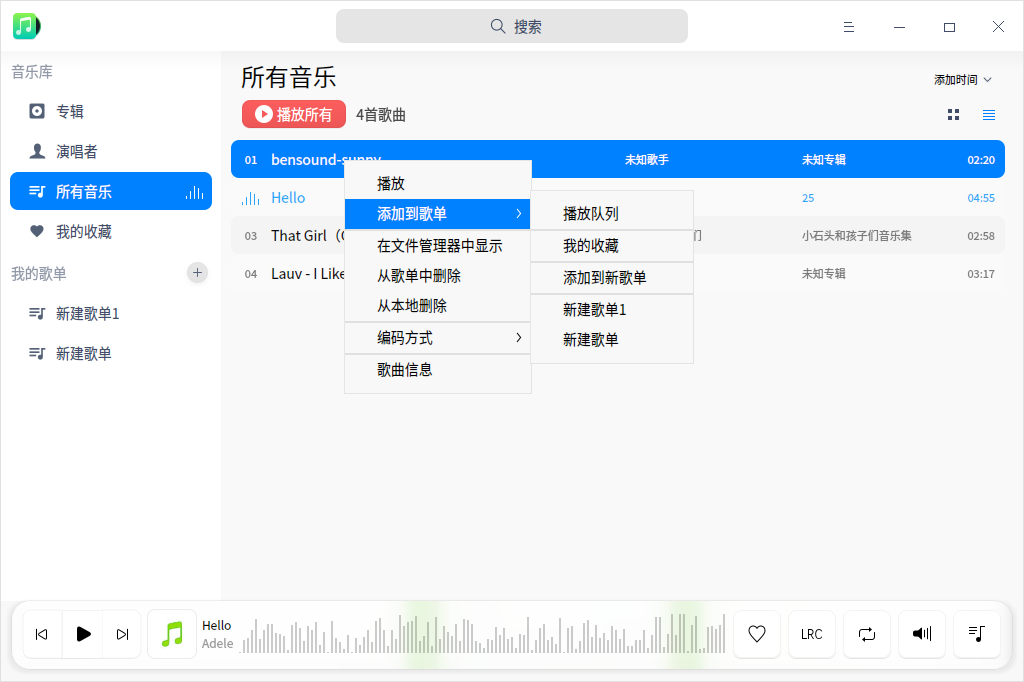 搜索
音乐库
专辑
演唱者
所有音乐
我的收藏
我的歌单
新建歌单1
新建歌单
所有音乐
添加时间
播放所有 4首歌曲
01 bensound-sunny 未知歌手 未知专辑 02:20
Hello 25 04:55
03 That Girl 们 小石头和孩子们音乐集 02:58
04 Lauv - I Like 未知专辑 03:17
播放
添加到歌单
在文件管理器中显示
从歌单中删除
从本地删除
编码方式
歌曲信息
播放队列
我的收藏
添加到新歌单
新建歌单1
新建歌单
Hello
Adele
LRC